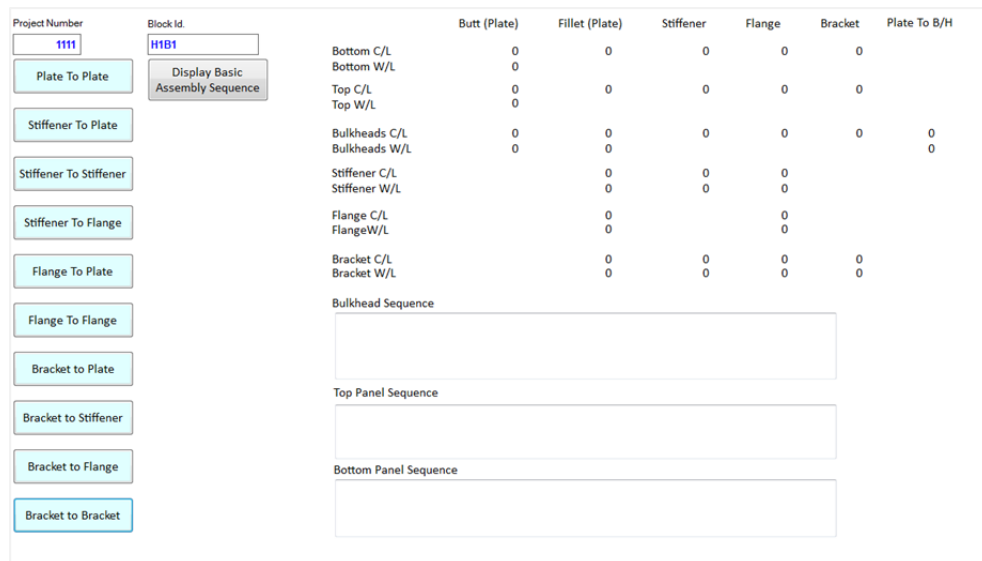 Project Number Block Id. Butt (Plate) Fillet (Plate) Stiffener Flange Bracket Plate To B/H
1111 H1B1
Plate To Plate
Display Basic
Assembly Sequence
Stiffener To Plate
Stiffener To Stiffener
Stiffener To Flange
Flange To Plate
Flange To Flange
Bracket to Plate
Bracket to Stiffener
Bracket to Flange
Bracket to Bracket
Bottom C/L 0 0 0 0 0
Bottom W/L 0
Top C/L 0 0 0 0 0
Top W/L 0
Bulkheads C/L 0 0 0 0 0 0
Bulkheads W/L 0 0 0
Stiffener C/L 0 0 0
Stiffener W/L 0 0 0
Flange C/L 0 0
FlangeW/L 0 0
Bracket C/L 0 0 0 0
Bracket W/L 0 0 0 0
Bulkhead Sequence
Top Panel Sequence
Bottom Panel Sequence